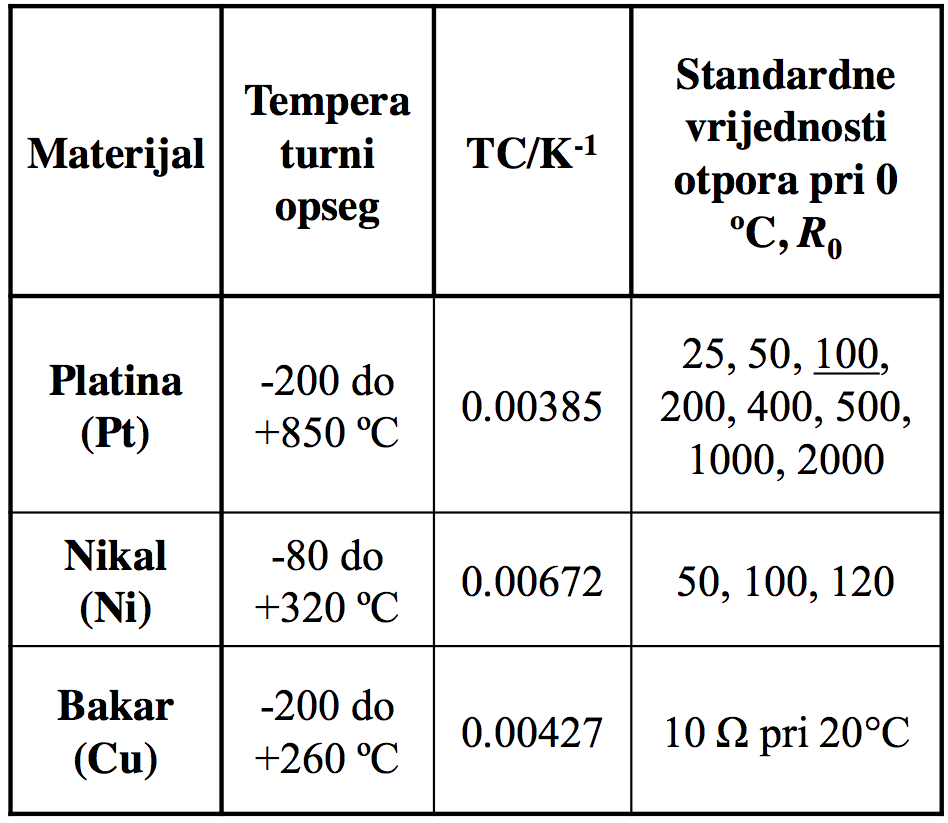 Materijal
Tempera
turni
opseg
TC/K⁻¹
Standardne
vrijednosti
otpora pri 0
ºC, R₀
Platina
(Pt)
-200 do
+850 ºC
0.00385
25, 50, 100,
200, 400, 500,
1000, 2000
Nikal
(Ni)
-80 do
+320 ºC
0.00672
50, 100, 120
Bakar
(Cu)
-200 do
+260 ºC
0.00427
10 Ω pri 20°C